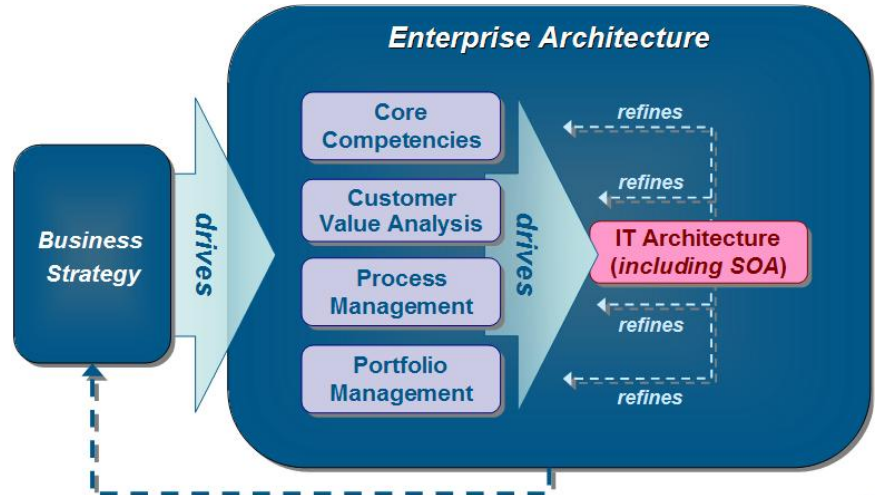 Enterprise Architecture
Business
Strategy
drives
Core
Competencies
Customer
Value Analysis
Process
Management
Portfolio
Management
drives
refines
refines
IT Architecture
(including SOA)
refines
refines